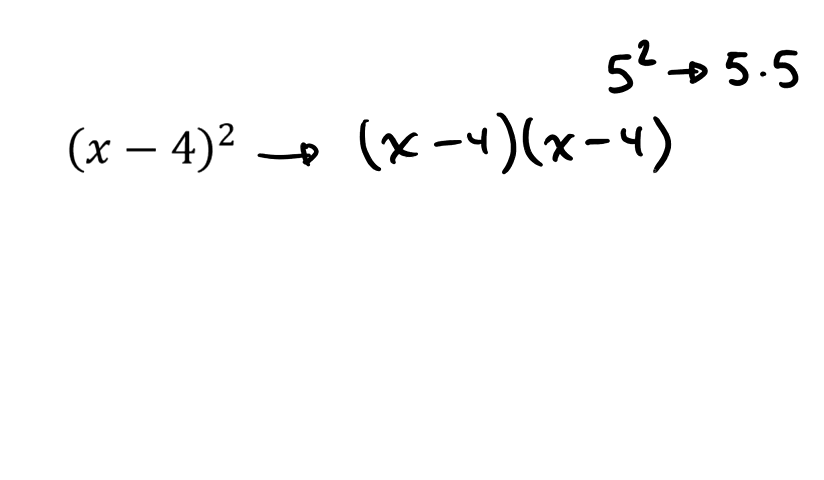 5² → 5·5
(x − 4)² → (x − 4)(x − 4)